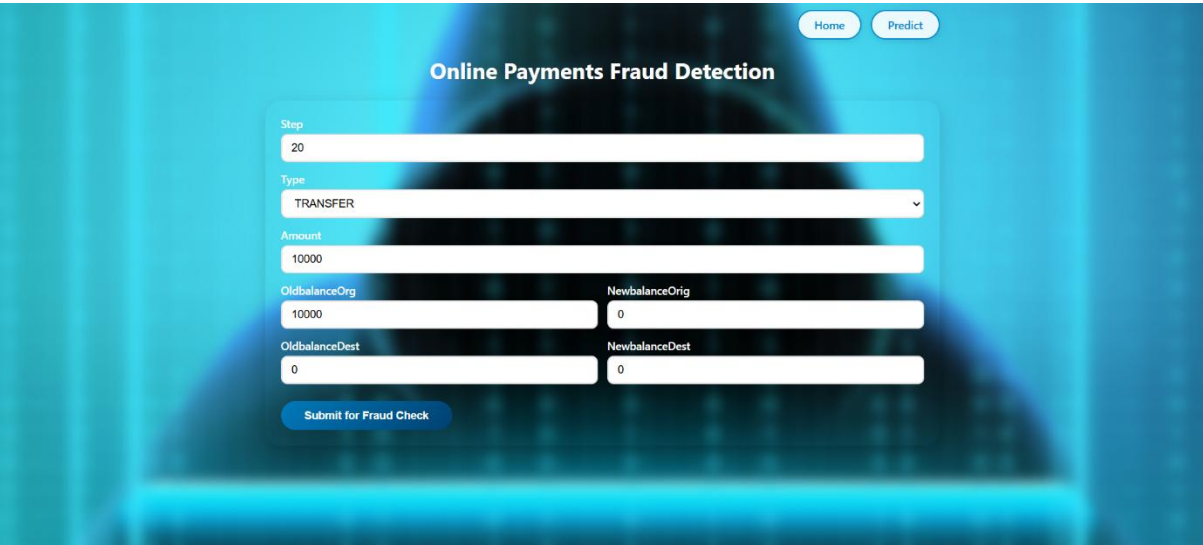 Home Predict
Online Payments Fraud Detection
Step
20
Type
TRANSFER
Amount
10000
OldbalanceOrg NewbalanceOrig
10000 0
OldbalanceDest NewbalanceDest
0 0
Submit for Fraud Check